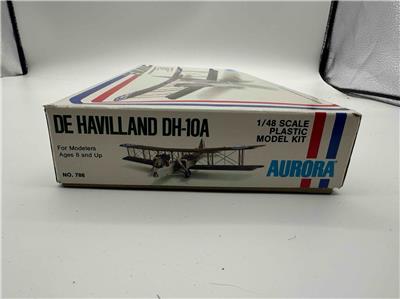 DE HAVILLAND DH-10A
For Modelers
Ages 8 and Up
NO. 786
1/48 SCALE
PLASTIC
MODEL KIT
AURORA